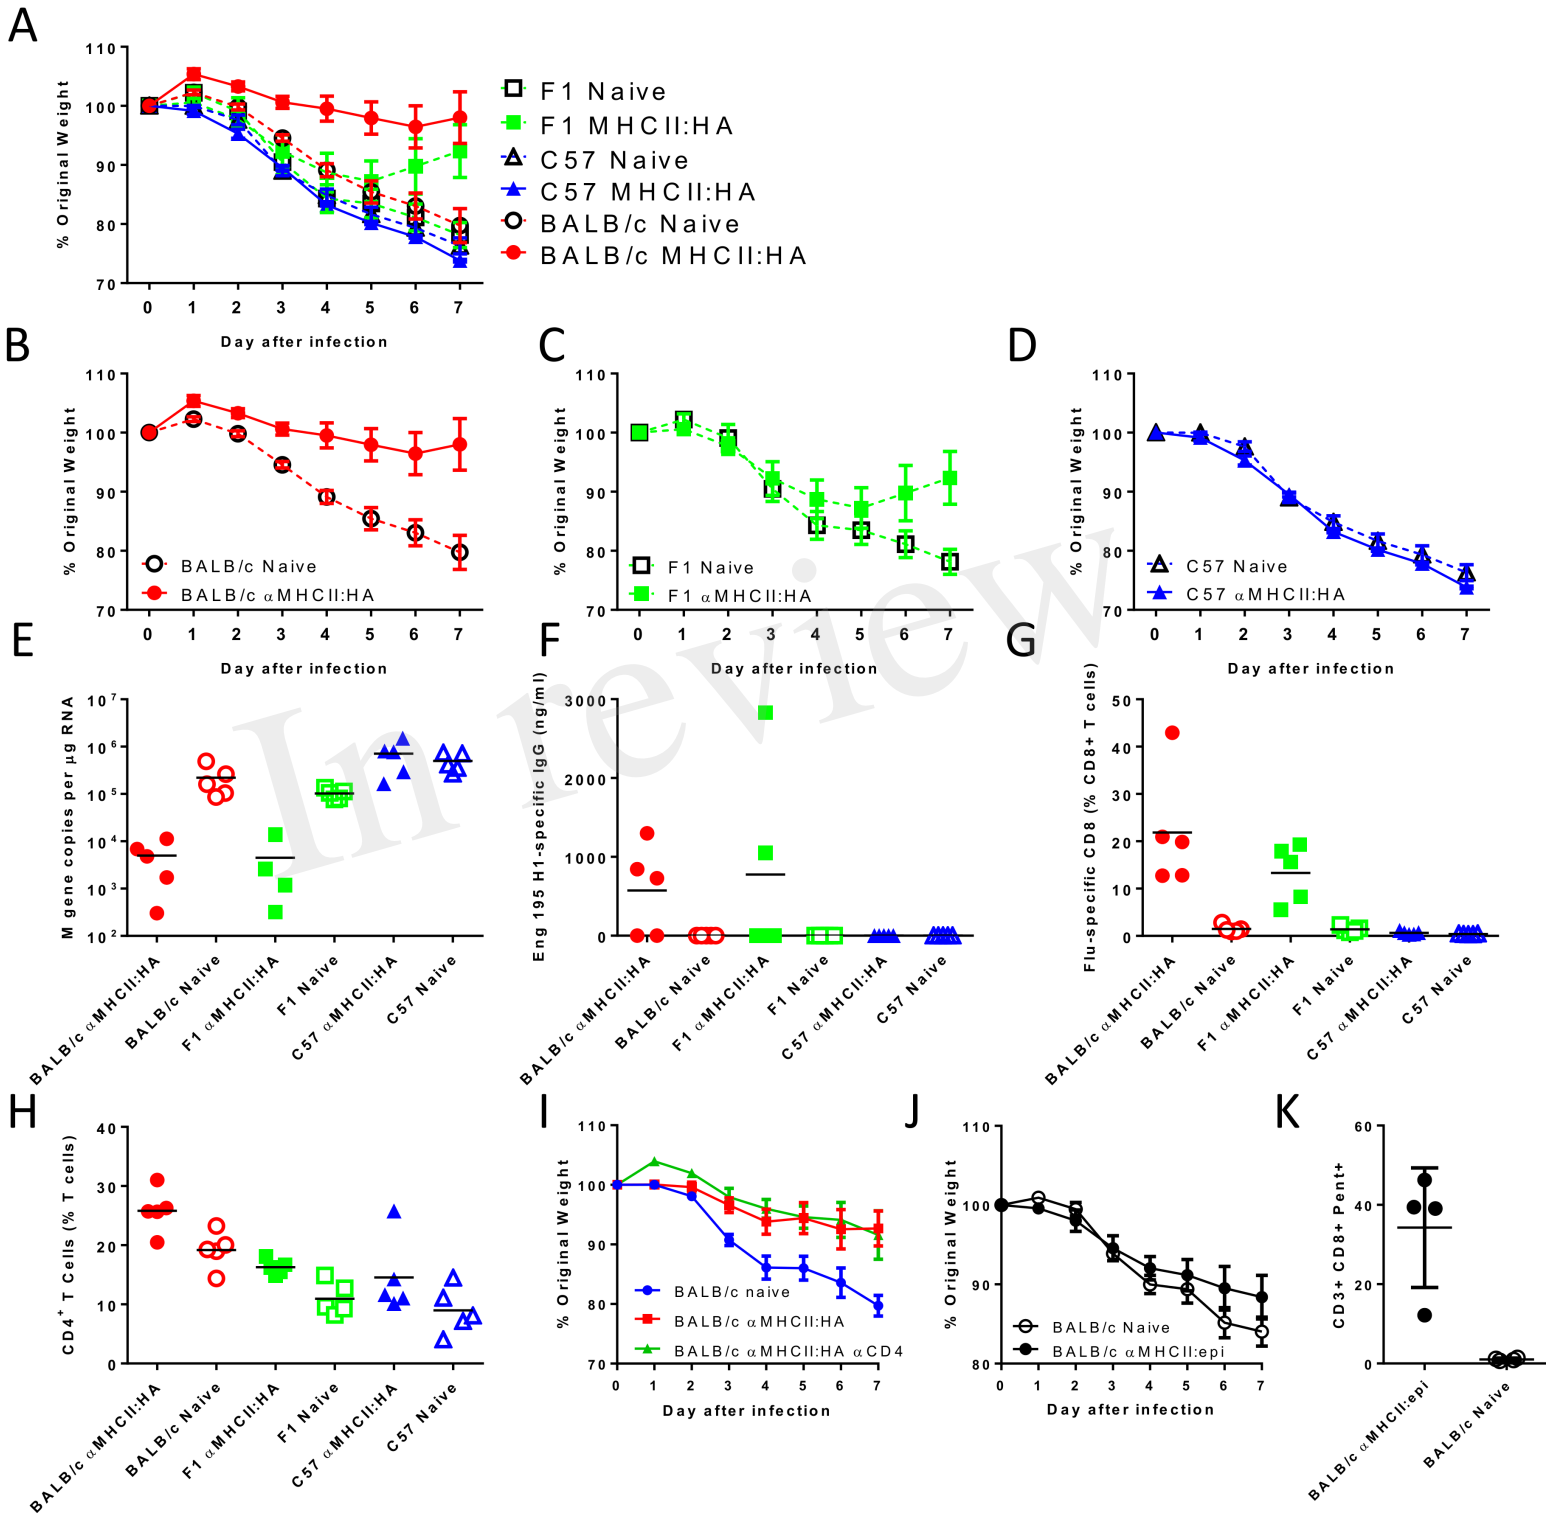 A
110
100
90
80
70
% Original Weight
0 1 2 3 4 5 6 7
Day after infection
F1 Naive
F1 MHCII:HA
C57 Naive
C57 MHCII:HA
BALB/c Naive
BALB/c MHCII:HA
B
110
100
90
80
70
% Original Weight
BALB/c Naive
BALB/c αMHCII:HA
0 1 2 3 4 5 6 7
Day after infection
C
110
100
90
80
70
% Original Weight
F1 Naive
F1 αMHCII:HA
0 1 2 3 4 5 6 7
Day after infection
D
110
100
90
80
70
% Original Weight
C57 Naive
C57 αMHCII:HA
0 1 2 3 4 5 6 7
Day after infection
In review
E
10⁷
10⁶
10⁵
10⁴
10³
10²
M gene copies per µg RNA
BALB/c αMHCII:HA
BALB/c Naive
F1 αMHCII:HA
F1 Naive
C57 αMHCII:HA
C57 Naive
F
3000
2000
1000
0
Eng 195 H1-specific IgG (ng/ml)
BALB/c αMHCII:HA
BALB/c Naive
F1 αMHCII:HA
F1 Naive
C57 αMHCII:HA
C57 Naive
G
50
40
30
20
10
0
Flu-specific CD8 (% CD8+ T cells)
BALB/c αMHCII:HA
BALB/c Naive
F1 αMHCII:HA
F1 Naive
C57 αMHCII:HA
C57 Naive
H
40
30
20
10
0
CD4⁺ T Cells (% T cells)
BALB/c αMHCII:HA
BALB/c Naive
F1 αMHCII:HA
F1 Naive
C57 αMHCII:HA
C57 Naive
I
110
100
90
80
70
% Original Weight
BALB/c naive
BALB/c αMHCII:HA
BALB/c αMHCII:HA αCD4
0 1 2 3 4 5 6 7
Day after infection
J
110
100
90
80
% Original Weight
BALB/c Naive
BALB/c αMHCII:epi
0 1 2 3 4 5 6 7
Day after infection
K
60
40
20
0
CD3+ CD8+ Pent+
BALB/c αMHCII:epi
BALB/c Naive